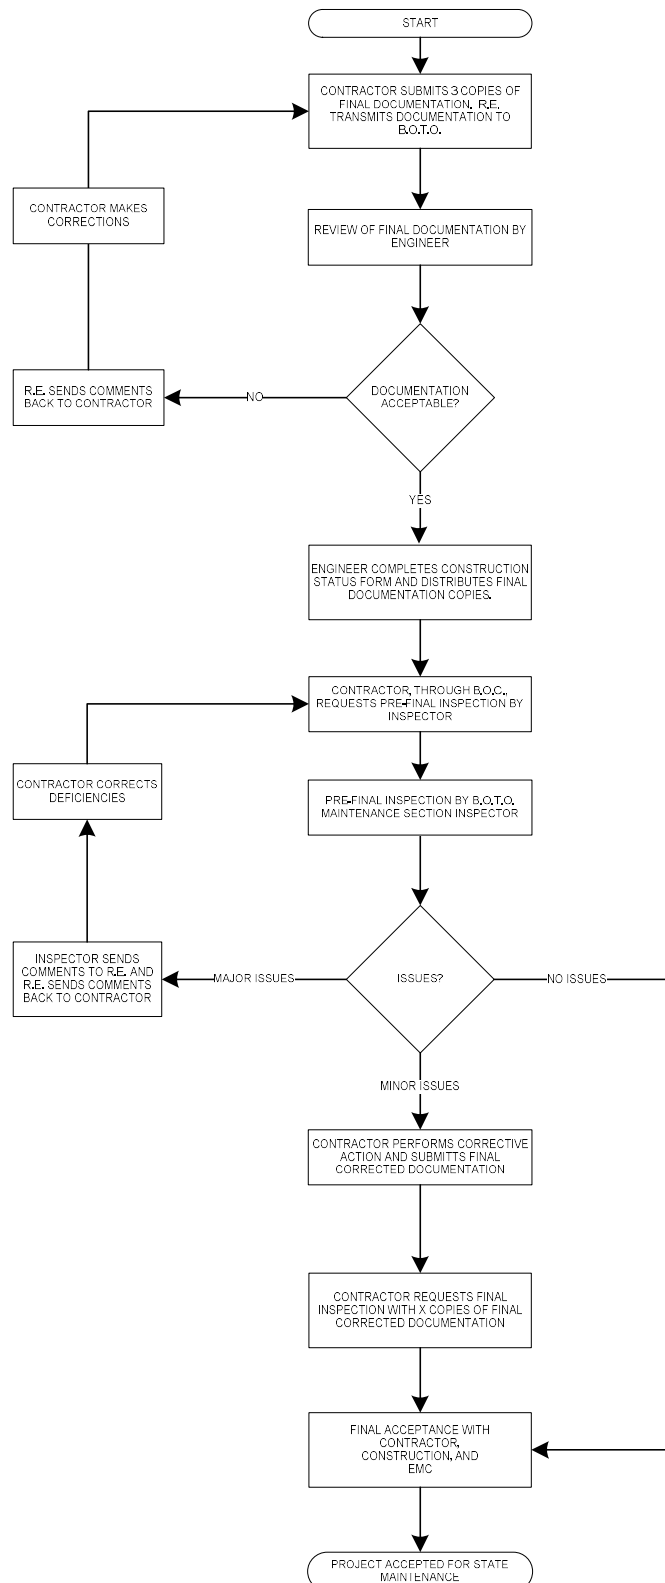 START
CONTRACTOR SUBMITS 3 COPIES OF
FINAL DOCUMENTATION. R.E.
TRANSMITS DOCUMENTATION TO
B.O.T.O.
CONTRACTOR MAKES
CORRECTIONS
REVIEW OF FINAL DOCUMENTATION BY
ENGINEER
R.E. SENDS COMMENTS
BACK TO CONTRACTOR
NO
DOCUMENTATION
ACCEPTABLE?
YES
ENGINEER COMPLETES CONSTRUCTION
STATUS FORM AND DISTRIBUTES FINAL
DOCUMENTATION COPIES.
CONTRACTOR, THROUGH B.O.C.,
REQUESTS PRE-FINAL INSPECTION BY
INSPECTOR
CONTRACTOR CORRECTS
DEFICIENCIES
PRE-FINAL INSPECTION BY B.O.T.O.
MAINTENANCE SECTION INSPECTOR
INSPECTOR SENDS
COMMENTS TO R.E. AND
R.E. SENDS COMMENTS
BACK TO CONTRACTOR
MAJOR ISSUES
ISSUES?
NO ISSUES
MINOR ISSUES
CONTRACTOR PERFORMS CORRECTIVE
ACTION AND SUBMITTS FINAL
CORRECTED DOCUMENTATION
CONTRACTOR REQUESTS FINAL
INSPECTION WITH X COPIES OF FINAL
CORRECTED DOCUMENTATION
FINAL ACCEPTANCE WITH
CONTRACTOR,
CONSTRUCTION, AND
EMC
PROJECT ACCEPTED FOR STATE
MAINTENANCE